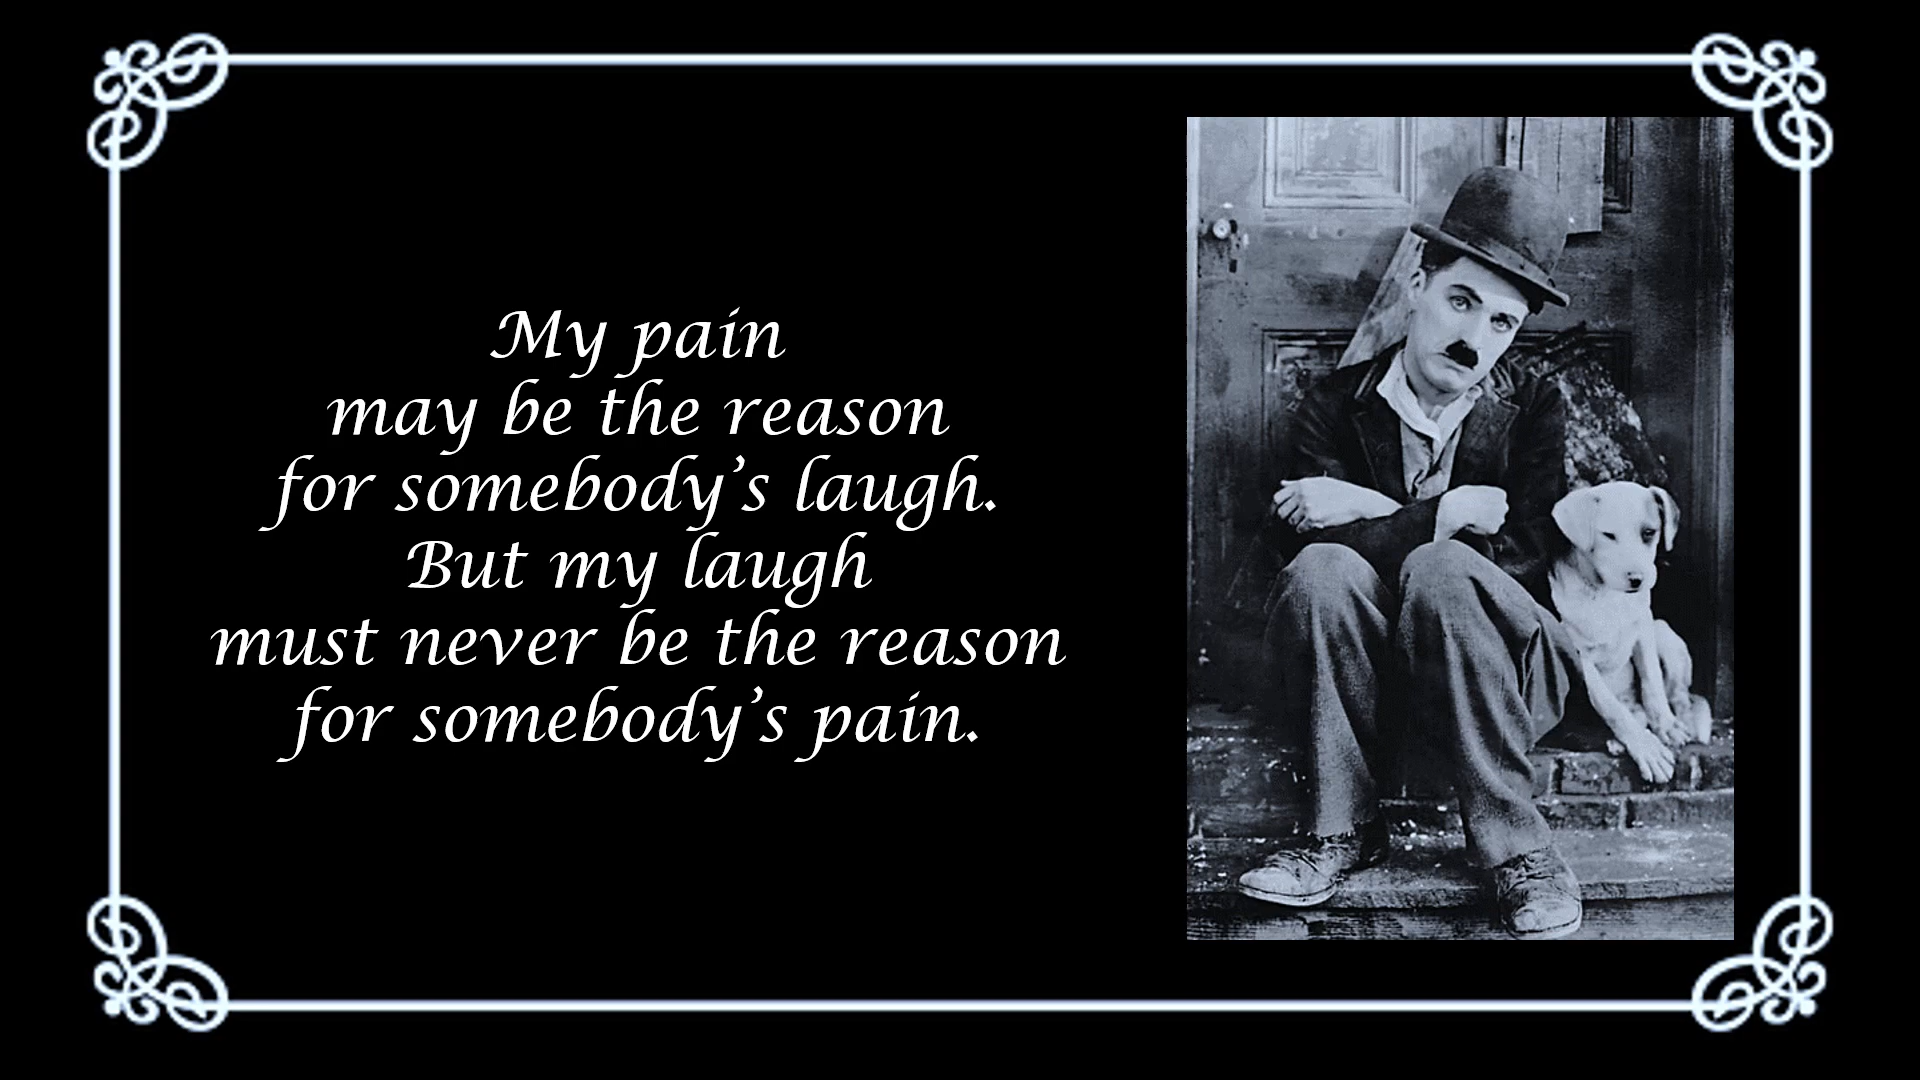 My pain
may be the reason
for somebody’s laugh.
But my laugh
must never be the reason
for somebody’s pain.